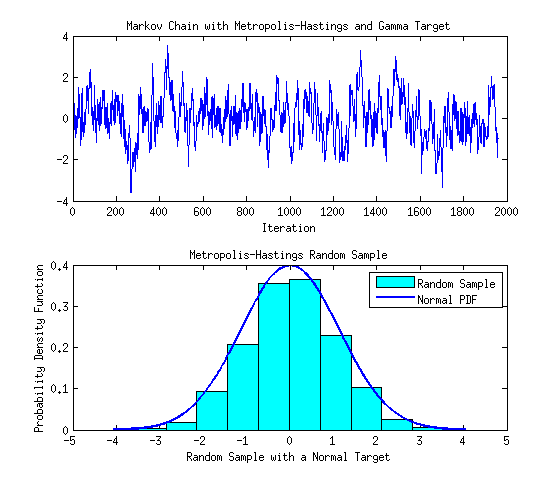 Markov Chain with Metropolis-Hastings and Gamma Target
4
2
0
-2
-4
0 200 400 600 800 1000 1200 1400 1600 1800 2000
Iteration
Metropolis-Hastings Random Sample
Probability Density Function
0.4
0.3
0.2
0.1
0
Random Sample
Normal PDF
-5 -4 -3 -2 -1 0 1 2 3 4 5
Random Sample with a Normal Target